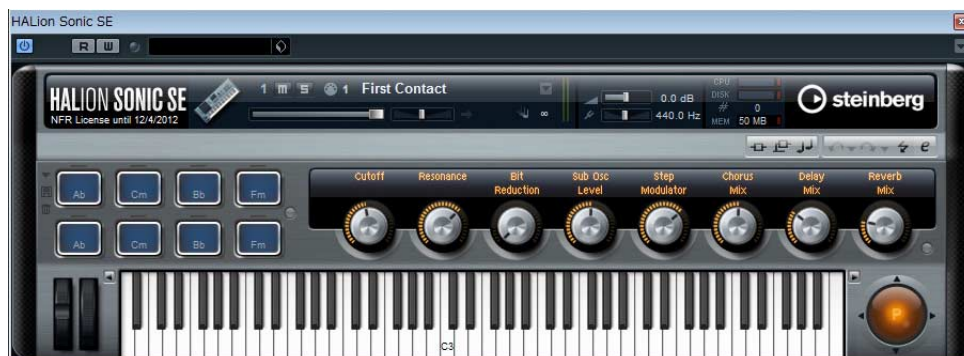 HALion Sonic SE
R W
HALION SONIC SE
NFR License until 12/4/2012
1 m S 1 First Contact
0.0 dB
440.0 Hz
CPU
DISK
# 0
MEM 50 MB
steinberg
e
Ab Cm Bb Fm
Ab Cm Bb Fm
Cutoff
Resonance
Bit
Reduction
Sub Osc
Level
Step
Modulator
Chorus
Mix
Delay
Mix
Reverb
Mix
C3
P